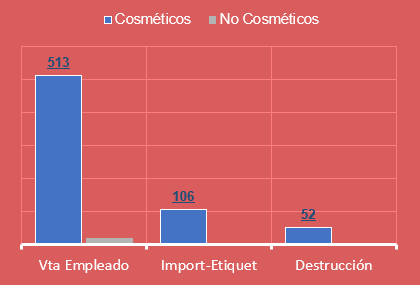 Cosméticos No Cosméticos
513
106
52
Vta Empleado Import-Etiquet Destrucción